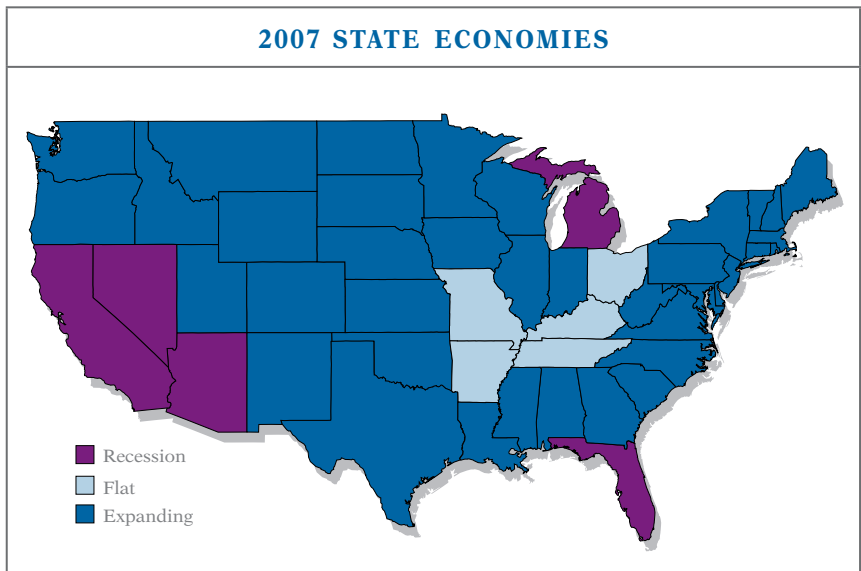 2007 STATE ECONOMIES
Recession
Flat
Expanding